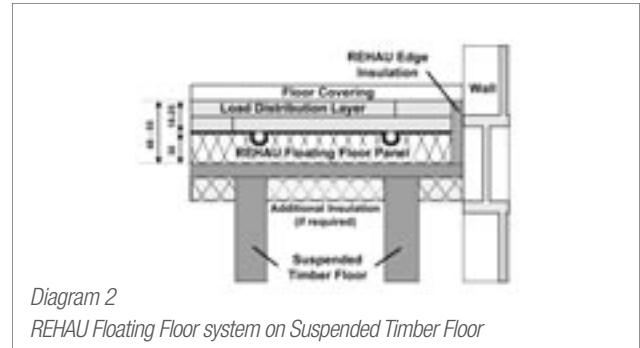 REHAU Edge
Insulation
Wall
Floor Covering
Load Distribution Layer
REHAU Floating Floor Panel
Additional Insulation
(If required)
Suspended
Timber Floor
Diagram 2
REHAU Floating Floor system on Suspended Timber Floor